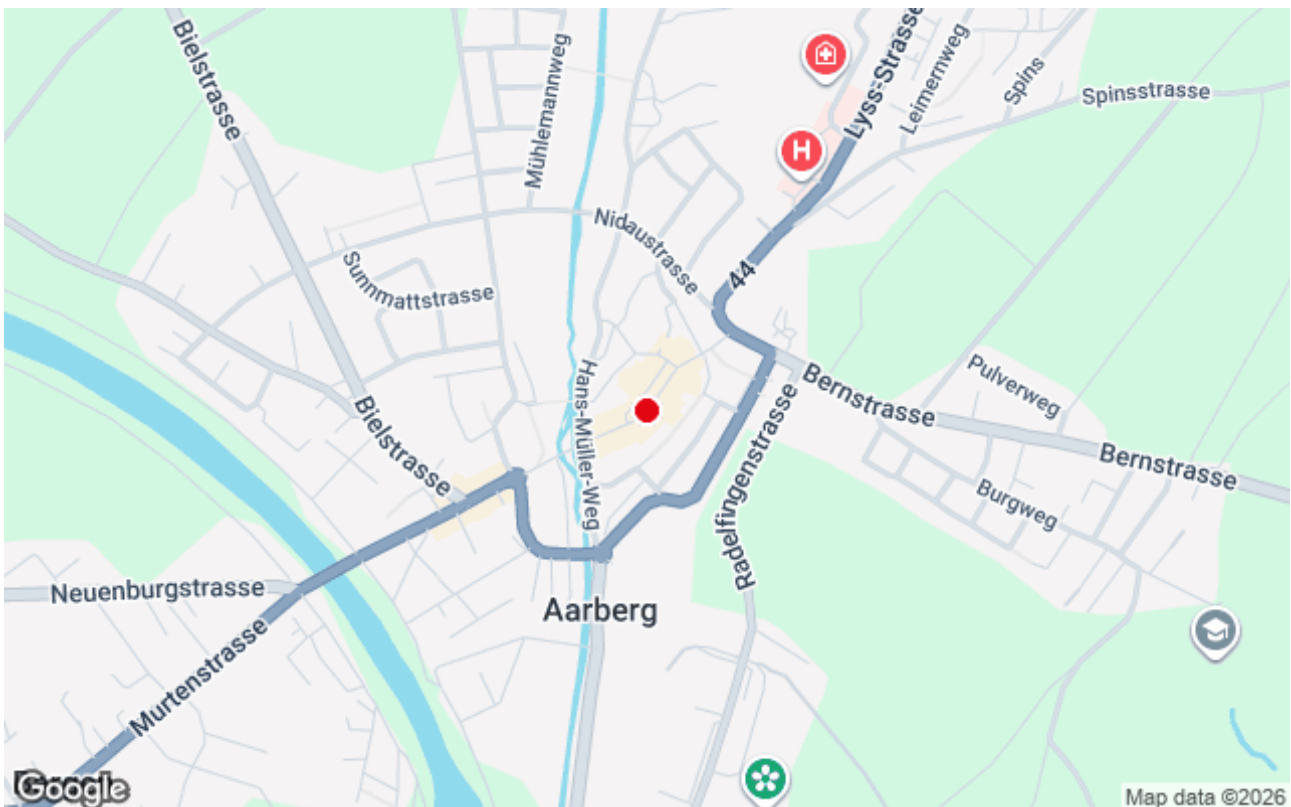 Bielstrasse
Mühlemannweg
Lyss-Strasse
Leimernweg
Spins
Spinsstrasse
H
Nidaustrasse
Sunnmattstrasse
44
Hans-Müller-Weg
Bernstrasse
Pulverweg
Bielstrasse
Radelfingenstrasse
Bernstrasse
Burgweg
Neuenburgstrasse
Aarberg
Murtenstrasse
Google
Map data ©2026